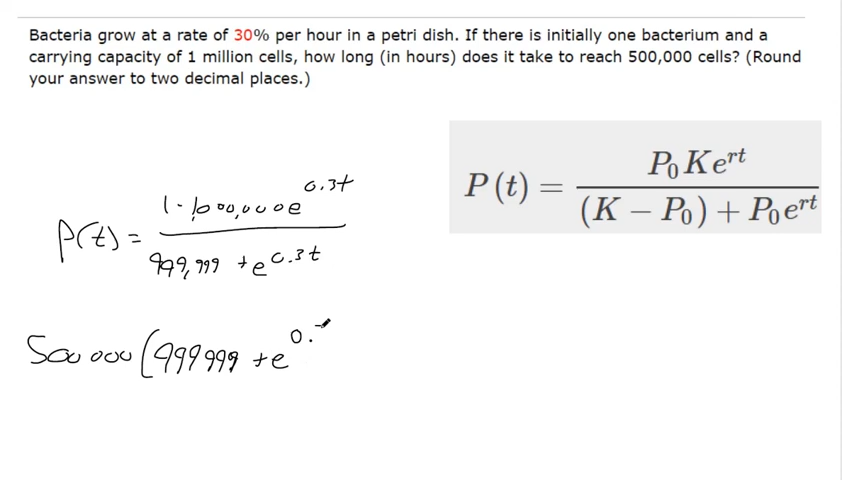 Bacteria grow at a rate of 30% per hour in a petri dish. If there is initially one bacterium and a
carrying capacity of 1 million cells, how long (in hours) does it take to reach 500,000 cells? (Round
your answer to two decimal places.)
P(t) = 1·1000,000e^0.3t / 999,999 + e^0.3t
P(t) = P₀Ke^rt / (K − P₀) + P₀e^rt
500 000 (999999 + e^0.